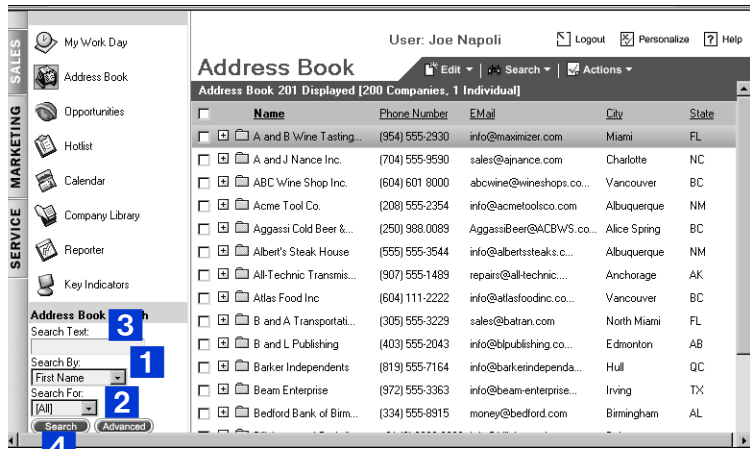 User: Joe Napoli
Logout
Personalize
? Help
SALES
MARKETING
SERVICE
My Work Day
Address Book
Opportunities
Hotlist
Calendar
Company Library
Reporter
Key Indicators
Address Book
Search Text:
3
Search By:
1
First Name
Search For:
2
[All]
Search
Advanced
4
Address Book
Edit
Search
Actions
Address Book 201 Displayed [200 Companies, 1 Individual]
Name Phone Number EMail City State
A and B Wine Tasting... (954) 555-2930 info@maximizer.com Miami FL
A and J Nance Inc. (704) 555-9590 sales@ajnance.com Charlotte NC
ABC Wine Shop Inc. (604) 601 8000 abcwine@wineshops.co... Vancouver BC
Acme Tool Co. (208) 555-2354 info@acmetoolsco.com Albuquerque NM
Aggassi Cold Beer &... (250) 988.0089 AggassiBeer@ACBWS.co... Alice Spring BC
Albert's Steak House (555) 555-3544 info@albertssteaks.c... Albuquerque NM
All-Technic Transmis... (907) 555-1489 repairs@all-technic.... Anchorage AK
Atlas Food Inc (604) 111-2222 info@atlasfoodinc.co... Vancouver BC
B and A Transportati... (305) 555-3229 sales@batran.com North Miami FL
B and L Publishing (403) 555-2043 info@blpublishing.co... Edmonton AB
Barker Independents (819) 555-7164 info@barkerindependa... Hull QC
Beam Enterprise (972) 555-3363 info@beam-enterprise... Irving TX
Bedford Bank of Birm... (334) 555-8915 money@bedford.com Birmingham AL